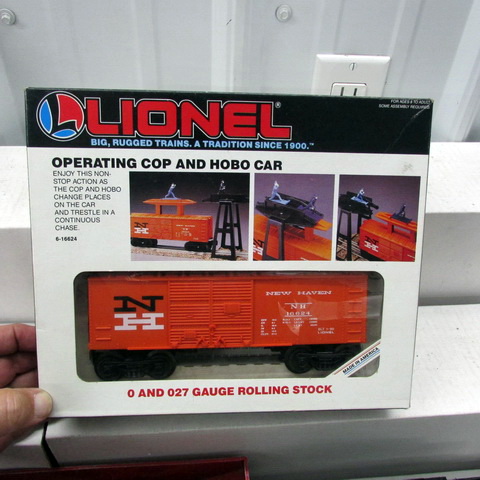 LIONEL®
BIG, RUGGED TRAINS. A TRADITION SINCE 1900.™
FOR AGES 8 TO ADULT
SOME ASSEMBLY REQUIRED
OPERATING COP AND HOBO CAR
ENJOY THIS NON-
STOP ACTION AS
THE COP AND HOBO
CHANGE PLACES
ON THE CAR
AND TRESTLE IN A
CONTINUOUS
CHASE.
6-16624
N
H
N
H
NEW HAVEN
NH
16624
MADE IN AMERICA
O AND 027 GAUGE ROLLING STOCK